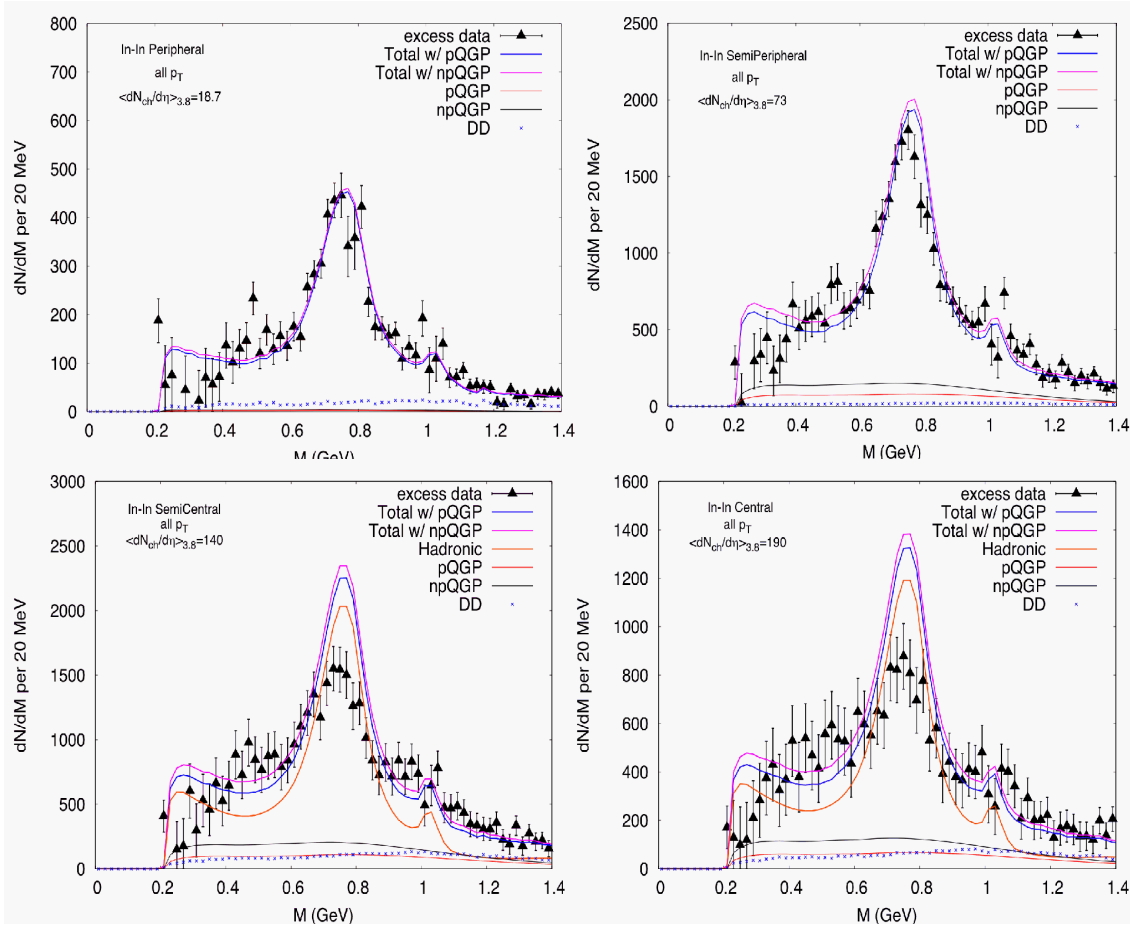 800
700
600
500
400
300
200
100
0
dN/dM per 20 MeV
In-In Peripheral
all p_T
<dN_ch/dη>_3.8=18.7
excess data
Total w/ pQGP
Total w/ npQGP
pQGP
npQGP
DD
0 0.2 0.4 0.6 0.8 1 1.2 1.4
M (GeV)
2500
2000
1500
1000
500
0
dN/dM per 20 MeV
In-In SemiPeripheral
all p_T
<dN_ch/dη>_3.8=73
excess data
Total w/ pQGP
Total w/ npQGP
pQGP
npQGP
DD
0 0.2 0.4 0.6 0.8 1 1.2 1.4
M (GeV)
3000
2500
2000
1500
1000
500
0
dN/dM per 20 MeV
In-In SemiCentral
all p_T
<dN_ch/dη>_3.8=140
excess data
Total w/ pQGP
Total w/ npQGP
Hadronic
pQGP
npQGP
DD
0 0.2 0.4 0.6 0.8 1 1.2 1.4
M (GeV)
1600
1400
1200
1000
800
600
400
200
0
dN/dM per 20 MeV
In-In Central
all p_T
<dN_ch/dη>_3.8=190
excess data
Total w/ pQGP
Total w/ npQGP
Hadronic
pQGP
npQGP
DD
0 0.2 0.4 0.6 0.8 1 1.2 1.4
M (GeV)